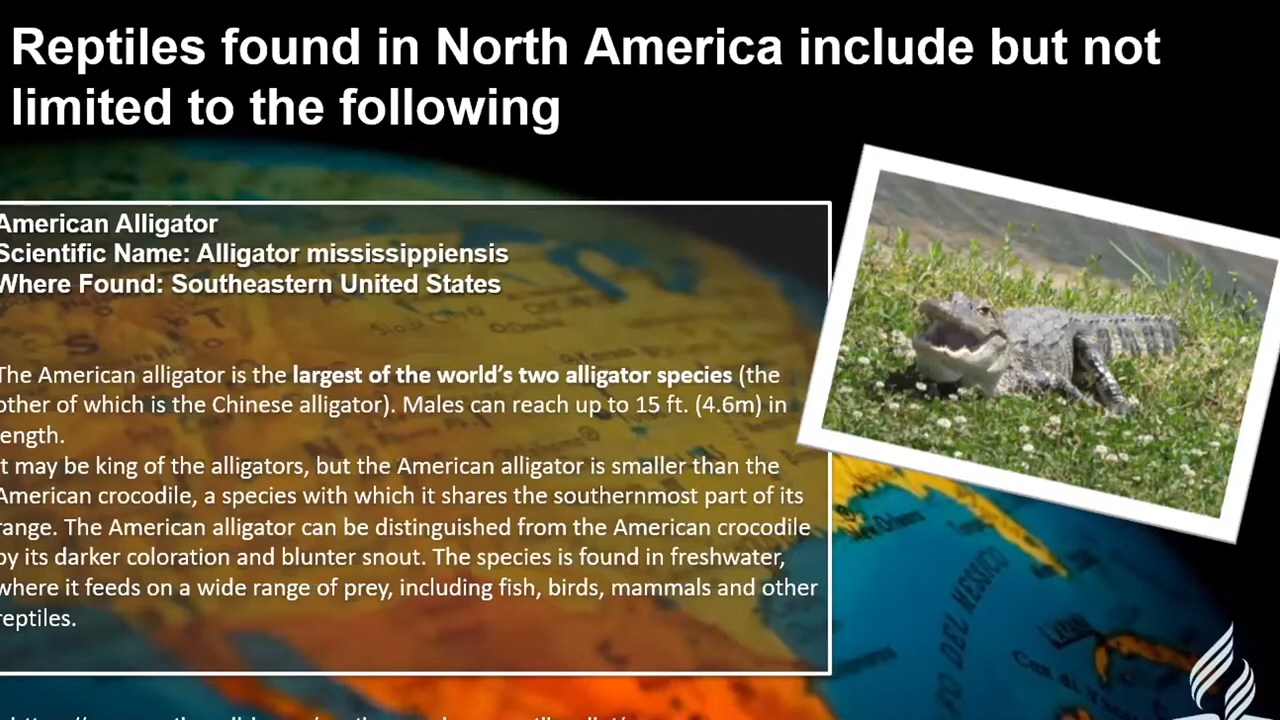 Reptiles found in North America include but not
limited to the following
American Alligator
Scientific Name: Alligator mississippiensis
Where Found: Southeastern United States
The American alligator is the largest of the world's two alligator species (the
other of which is the Chinese alligator). Males can reach up to 15 ft. (4.6m) in
length.
It may be king of the alligators, but the American alligator is smaller than the
American crocodile, a species with which it shares the southernmost part of its
range. The American alligator can be distinguished from the American crocodile
by its darker coloration and blunter snout. The species is found in freshwater,
where it feeds on a wide range of prey, including fish, birds, mammals and other
reptiles.
DEL MESSICO